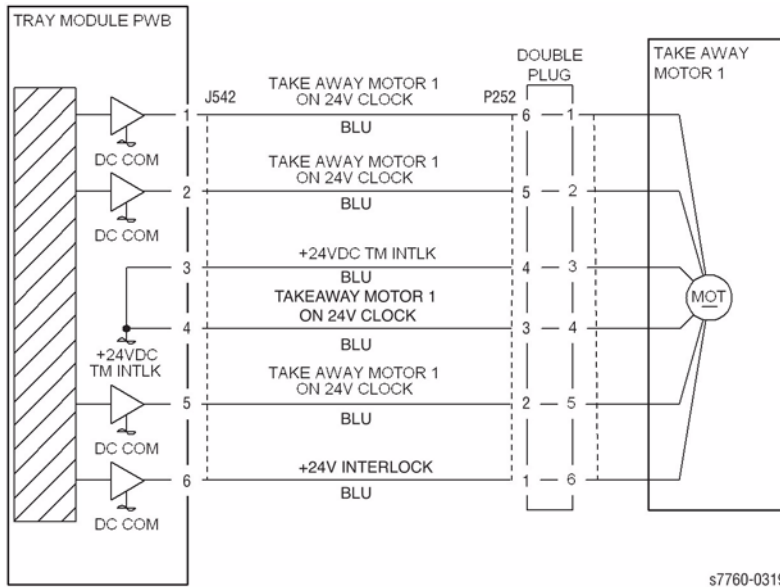 TRAY MODULE PWB
DOUBLE
PLUG
TAKE AWAY
MOTOR 1
J542
P252
TAKE AWAY MOTOR 1
ON 24V CLOCK
BLU
1
6
1
DC COM
TAKE AWAY MOTOR 1
ON 24V CLOCK
BLU
2
5
2
DC COM
+24VDC TM INTLK
BLU
3
4
3
MOT
TAKEAWAY MOTOR 1
ON 24V CLOCK
BLU
4
3
4
+24VDC
TM INTLK
TAKE AWAY MOTOR 1
ON 24V CLOCK
BLU
5
2
5
DC COM
+24V INTERLOCK
BLU
6
1
6
DC COM
s7760-0319